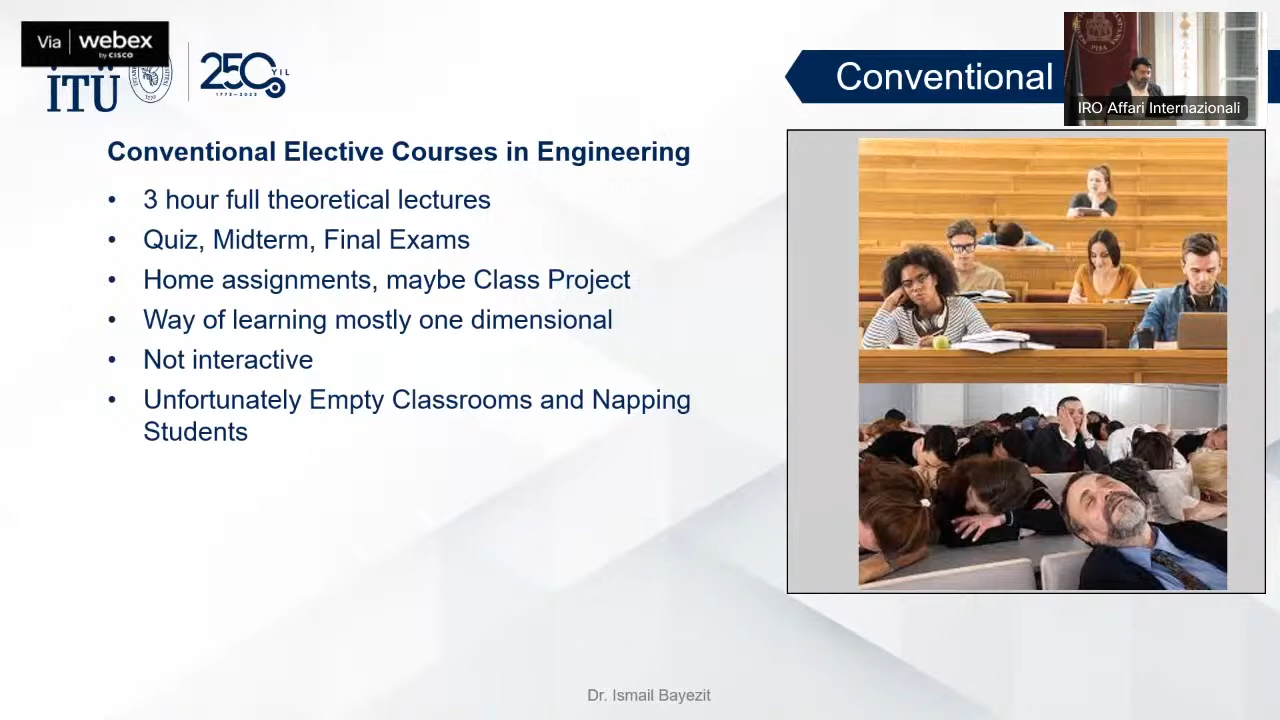 Via webex
by CISCO
İTÜ
250 YIL
1773-2023
Conventional
IRO Affari Internazionali
PISA
Conventional Elective Courses in Engineering
• 3 hour full theoretical lectures
• Quiz, Midterm, Final Exams
• Home assignments, maybe Class Project
• Way of learning mostly one dimensional
• Not interactive
• Unfortunately Empty Classrooms and Napping
Students
Dr. Ismail Bayezit